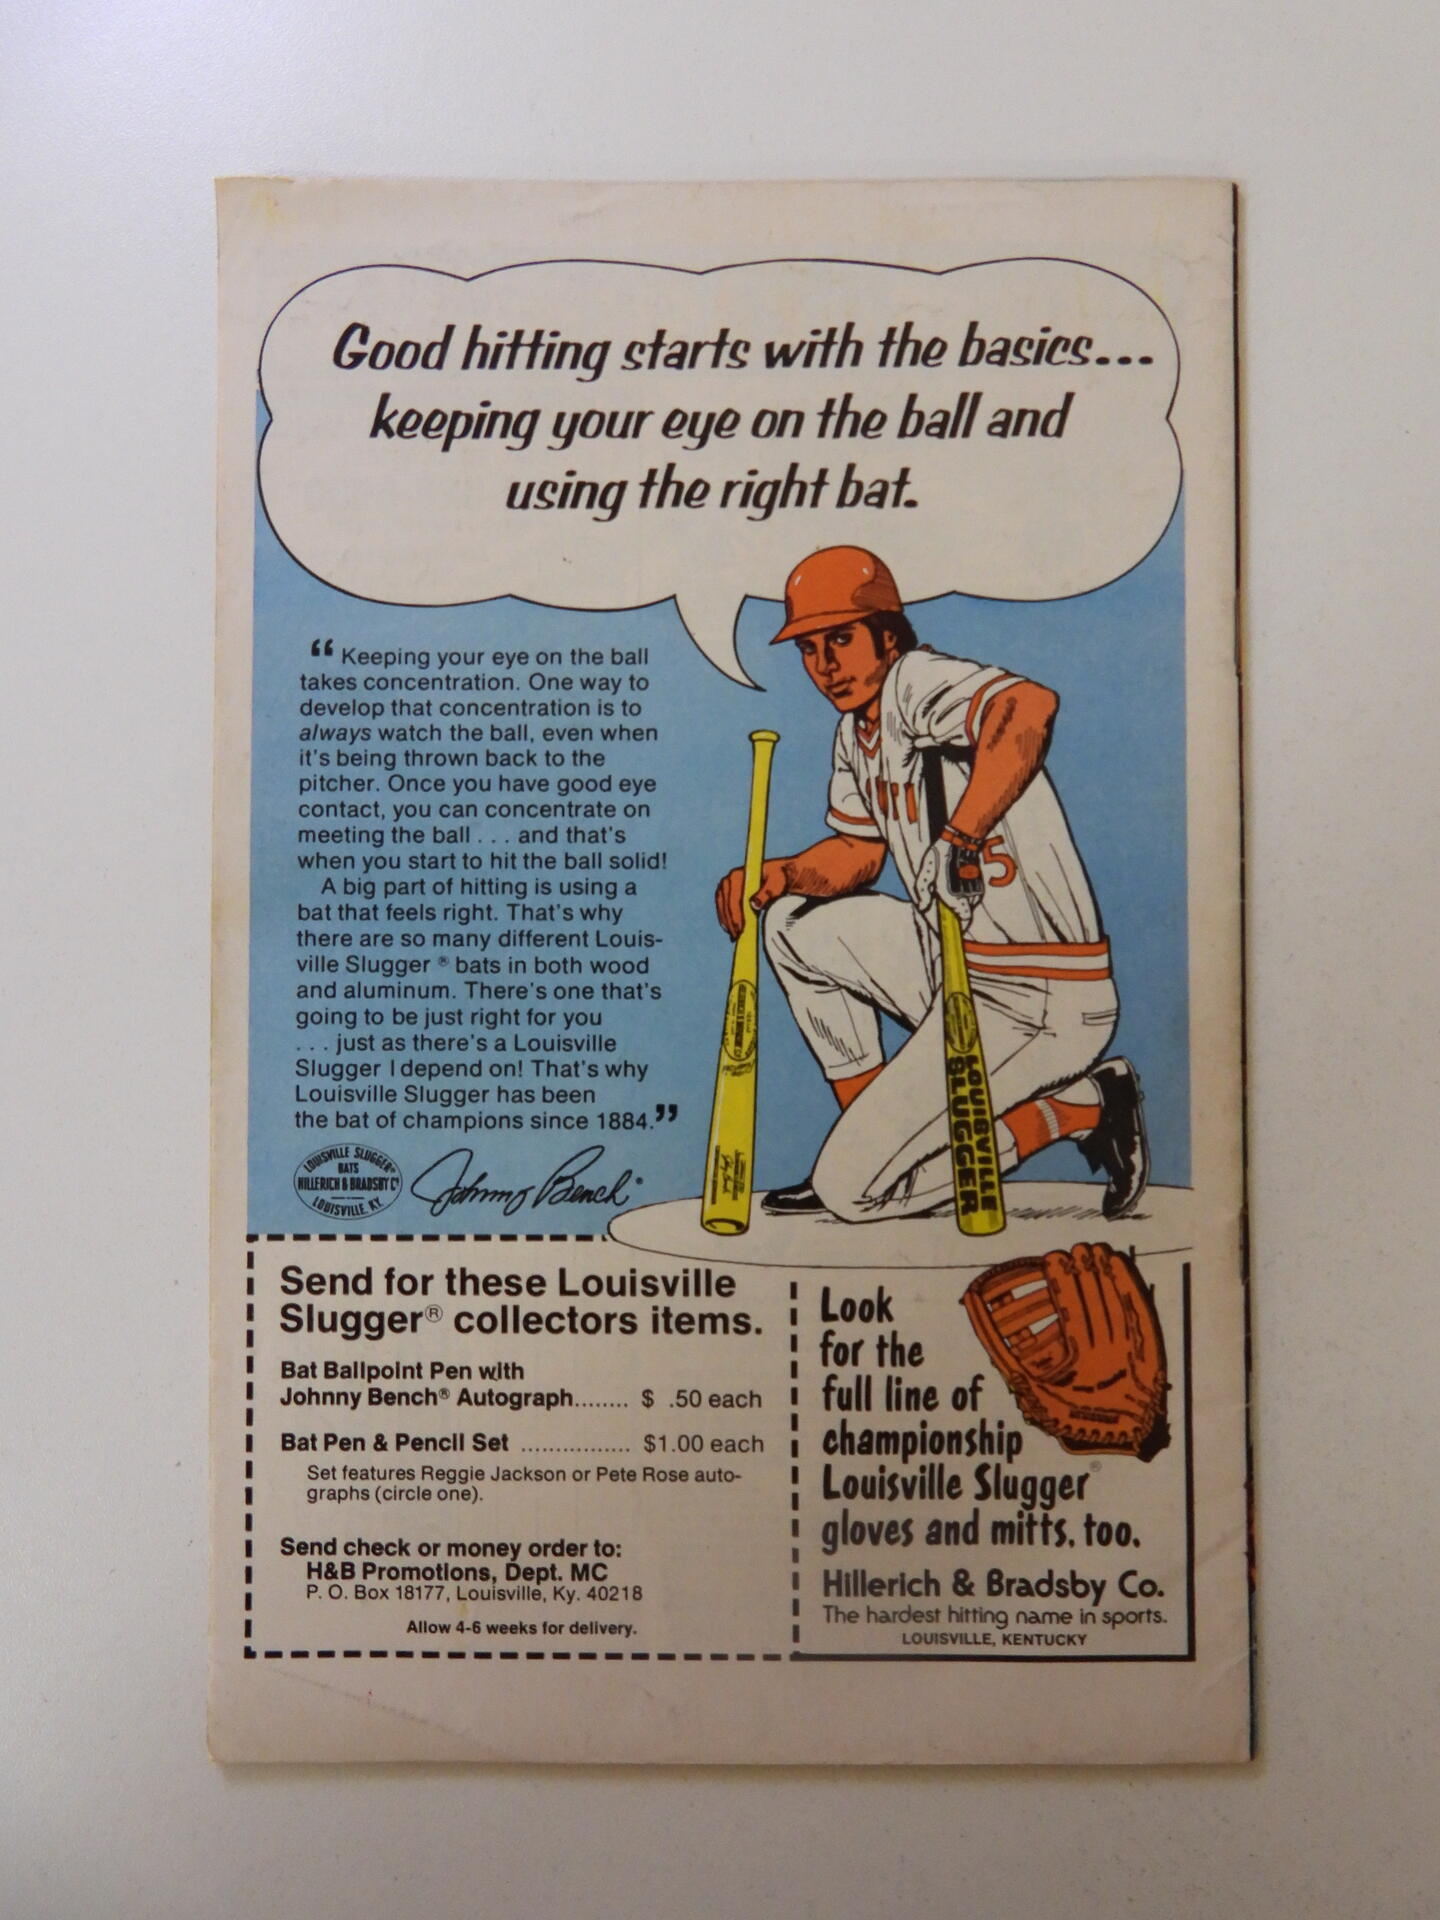 Good hitting starts with the basics...
keeping your eye on the ball and
using the right bat.
“Keeping your eye on the ball
takes concentration. One way to
develop that concentration is to
always watch the ball, even when
it's being thrown back to the
pitcher. Once you have good eye
contact, you can concentrate on
meeting the ball . . . and that's
when you start to hit the ball solid!
A big part of hitting is using a
bat that feels right. That's why
there are so many different Louis-
ville Slugger® bats in both wood
and aluminum. There's one that's
going to be just right for you
. . . just as there's a Louisville
Slugger I depend on! That's why
Louisville Slugger has been
the bat of champions since 1884.”
LOUISVILLE SLUGGER®
BATS
HILLERICH & BRADSBY Cº
LOUISVILLE, KY.
Johnny Bench
5
LOUISVILLE
SLUGGER
Send for these Louisville
Slugger® collectors items.
Bat Ballpoint Pen with
Johnny Bench® Autograph........ $ .50 each
Bat Pen & Pencil Set ................ $1.00 each
Set features Reggie Jackson or Pete Rose auto-
graphs (circle one).
Send check or money order to:
H&B Promotions, Dept. MC
P. O. Box 18177, Louisville, Ky. 40218
Allow 4-6 weeks for delivery.
Look
for the
full line of
championship
Louisville Slugger®
gloves and mitts, too.
Hillerich & Bradsby Co.
The hardest hitting name in sports.
LOUISVILLE, KENTUCKY